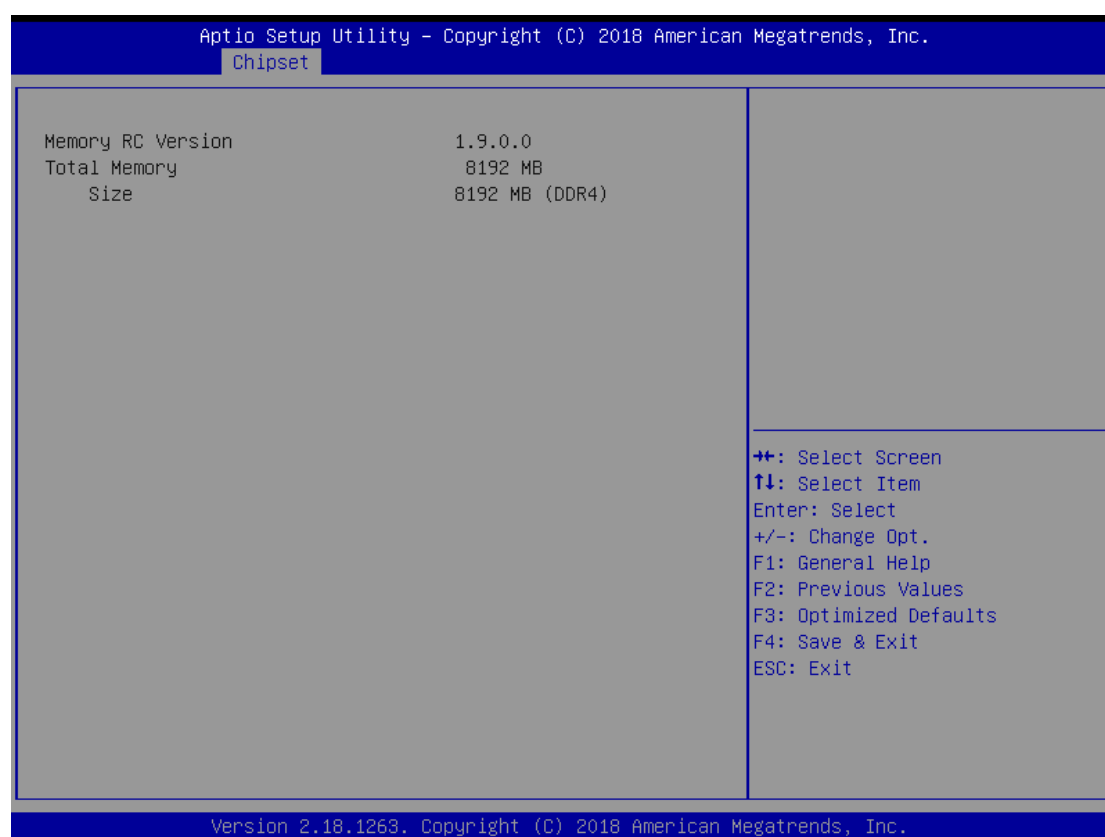 Aptio Setup Utility – Copyright (C) 2018 American Megatrends, Inc.
Chipset
Memory RC Version 1.9.0.0
Total Memory 8192 MB
Size 8192 MB (DDR4)
→←: Select Screen
↑↓: Select Item
Enter: Select
+/-: Change Opt.
F1: General Help
F2: Previous Values
F3: Optimized Defaults
F4: Save & Exit
ESC: Exit
Version 2.18.1263. Copyright (C) 2018 American Megatrends, Inc.